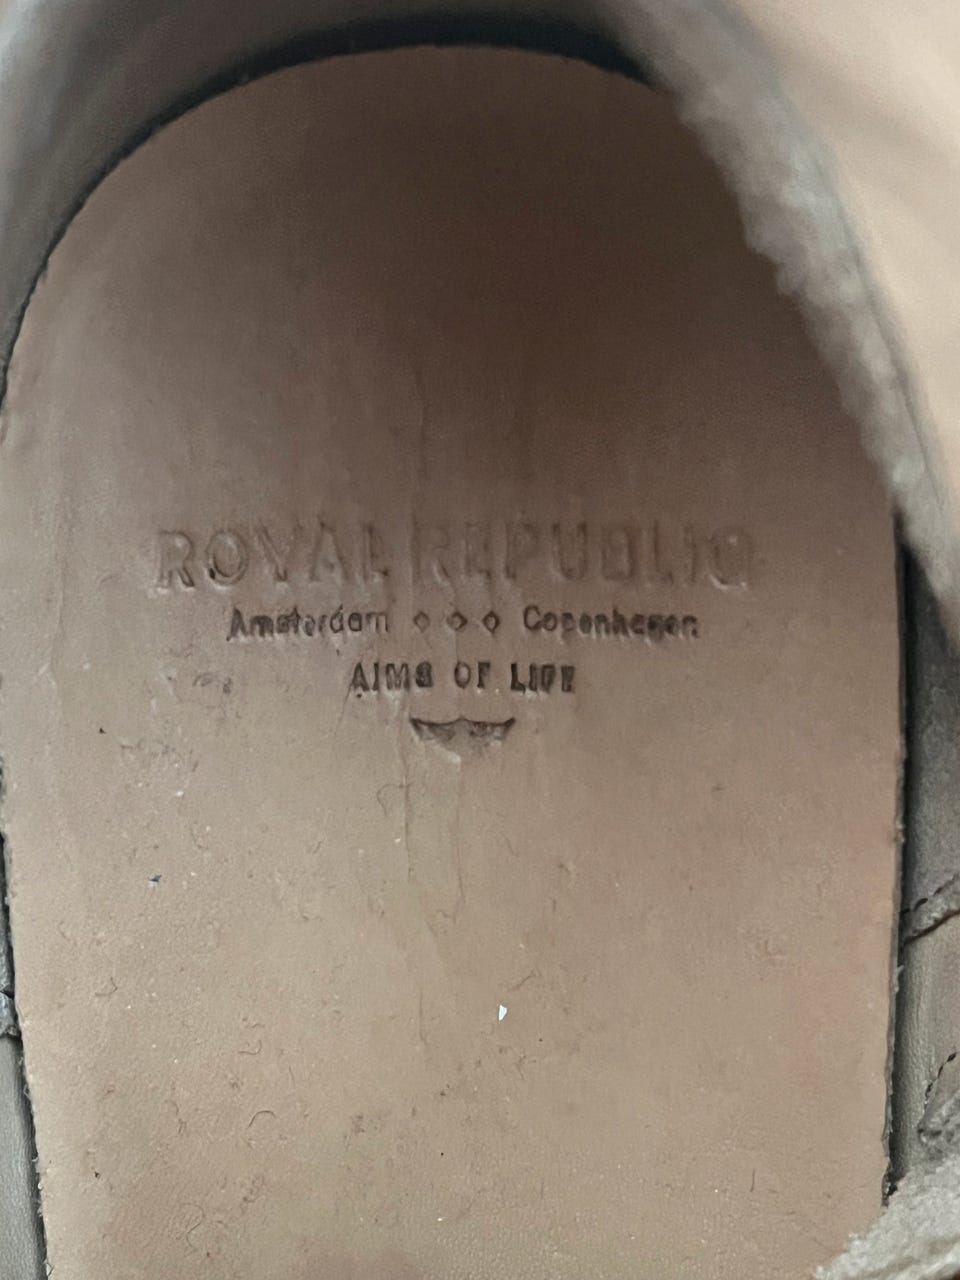 ROYAL REPUBLIQ
Amsterdam ◇ ◇ ◇ Copenhagen
AIMS OF LIFE